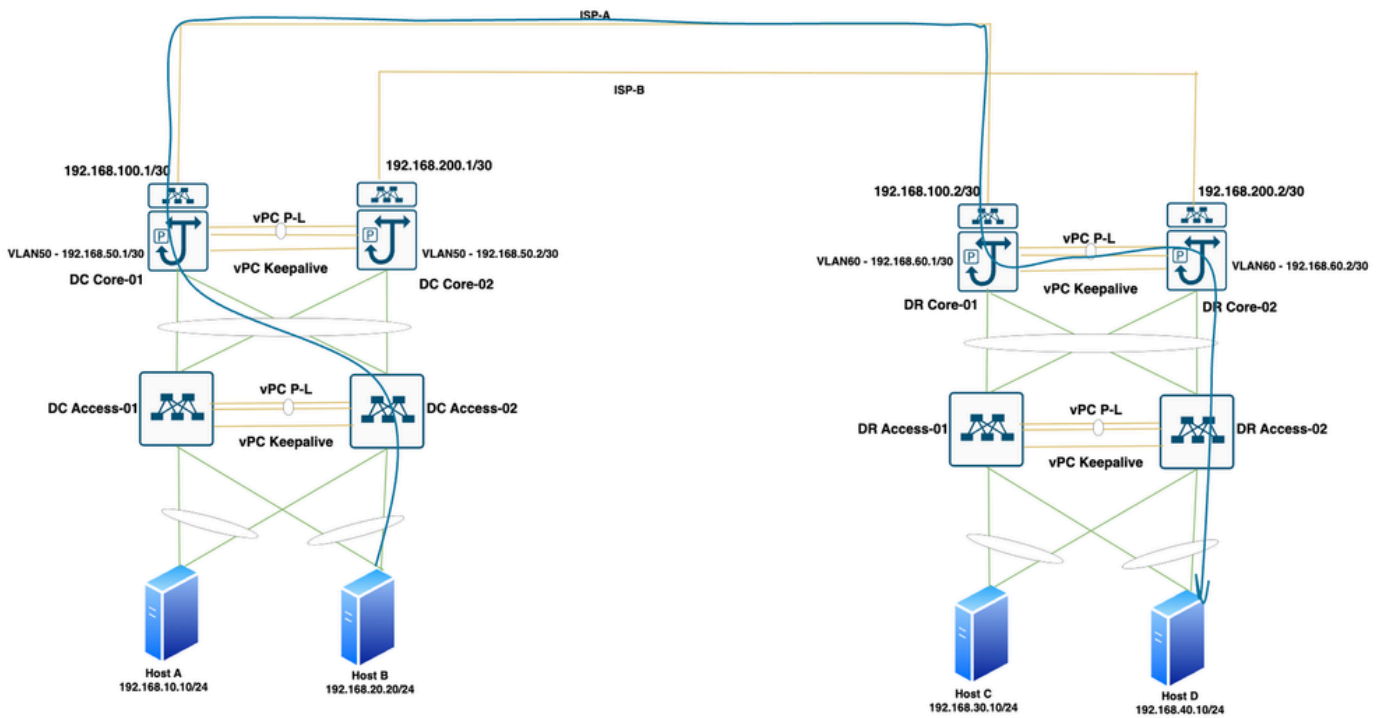 ISP-A
ISP-B
192.168.100.1/30
192.168.200.1/30
192.168.100.2/30
192.168.200.2/30
vPC P-L
P
P
VLAN50 - 192.168.50.1/30
VLAN50 - 192.168.50.2/30
vPC Keepalive
DC Core-01
DC Core-02
vPC P-L
P
P
VLAN60 - 192.168.60.1/30
VLAN60 - 192.168.60.2/30
vPC Keepalive
DR Core-01
DR Core-02
vPC P-L
DC Access-01
DC Access-02
vPC Keepalive
vPC P-L
DR Access-01
DR Access-02
vPC Keepalive
Host A
192.168.10.10/24
Host B
192.168.20.20/24
Host C
192.168.30.10/24
Host D
192.168.40.10/24